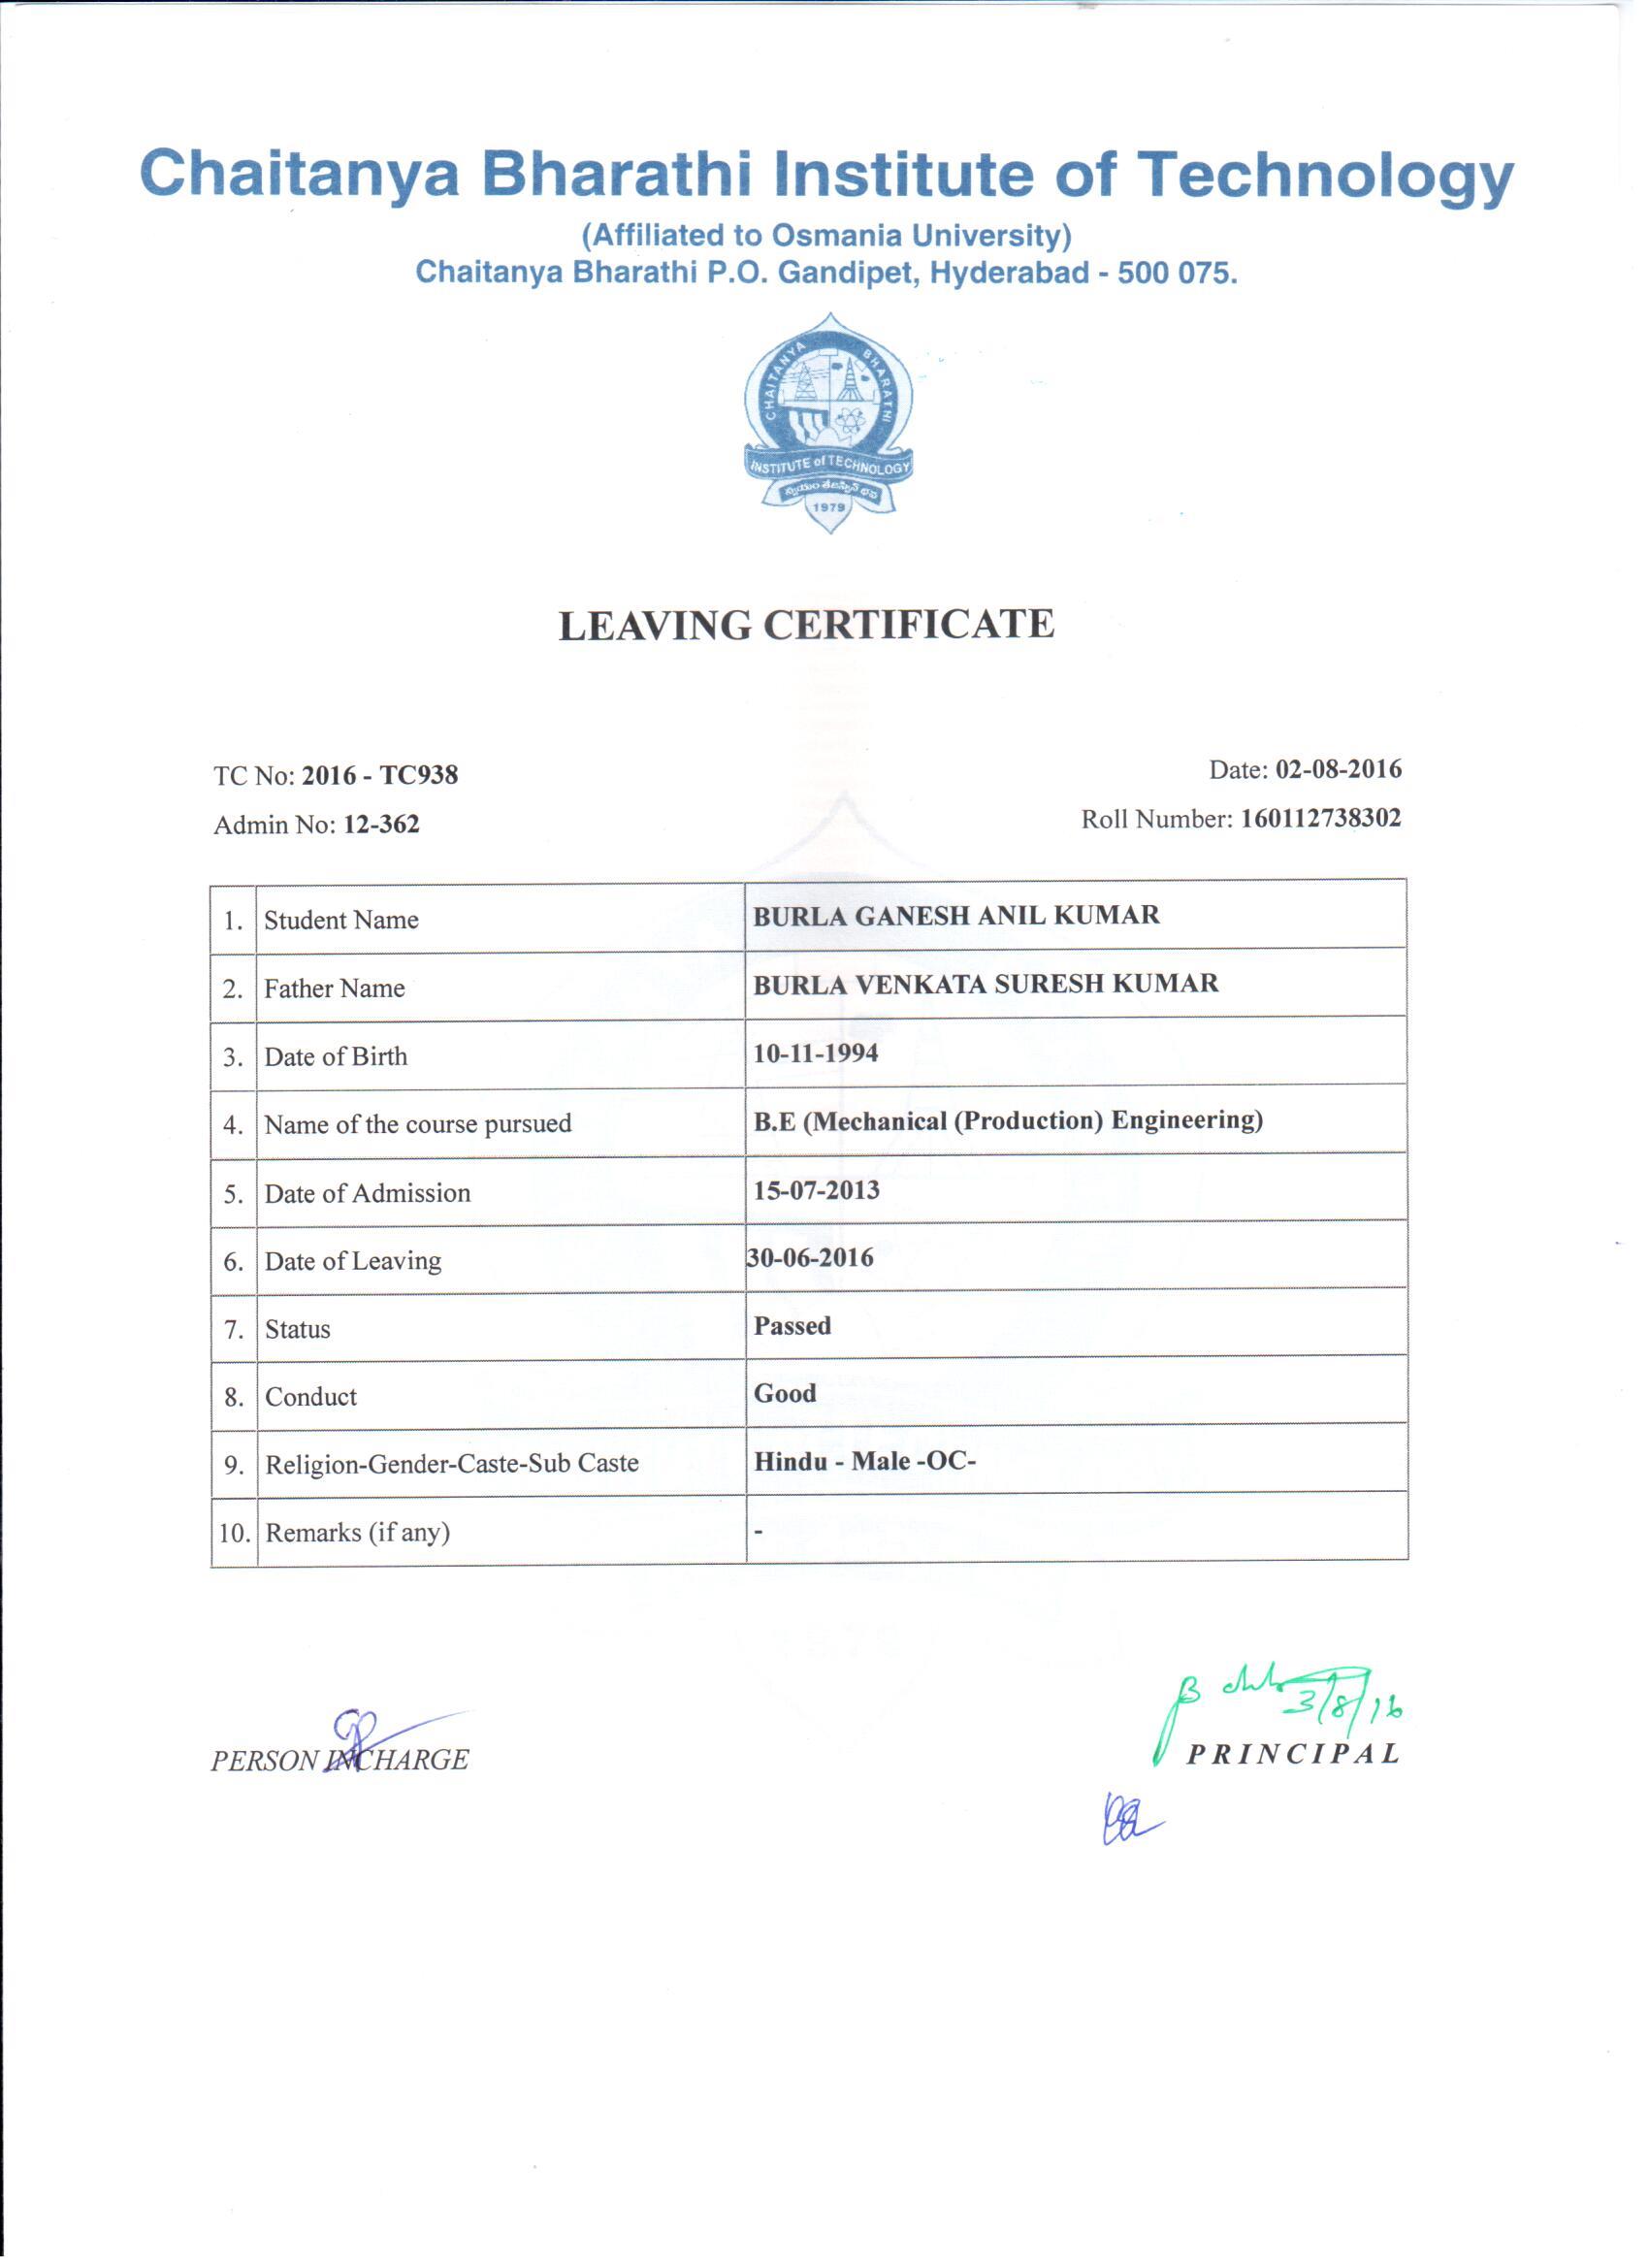 Chaitanya Bharathi Institute of Technology
(Affiliated to Osmania University)
Chaitanya Bharathi P.O. Gandipet, Hyderabad - 500 075.
CHAITANYA BHARATHI
INSTITUTE of TECHNOLOGY
1979
LEAVING CERTIFICATE
TC No: 2016 - TC938 Date: 02-08-2016
Admin No: 12-362 Roll Number: 160112738302
1. Student Name BURLA GANESH ANIL KUMAR
2. Father Name BURLA VENKATA SURESH KUMAR
3. Date of Birth 10-11-1994
4. Name of the course pursued B.E (Mechanical (Production) Engineering)
5. Date of Admission 15-07-2013
6. Date of Leaving 30-06-2016
7. Status Passed
8. Conduct Good
9. Religion-Gender-Caste-Sub Caste Hindu - Male -OC-
10. Remarks (if any) -
3/8/16
PERSON INCHARGE PRINCIPAL